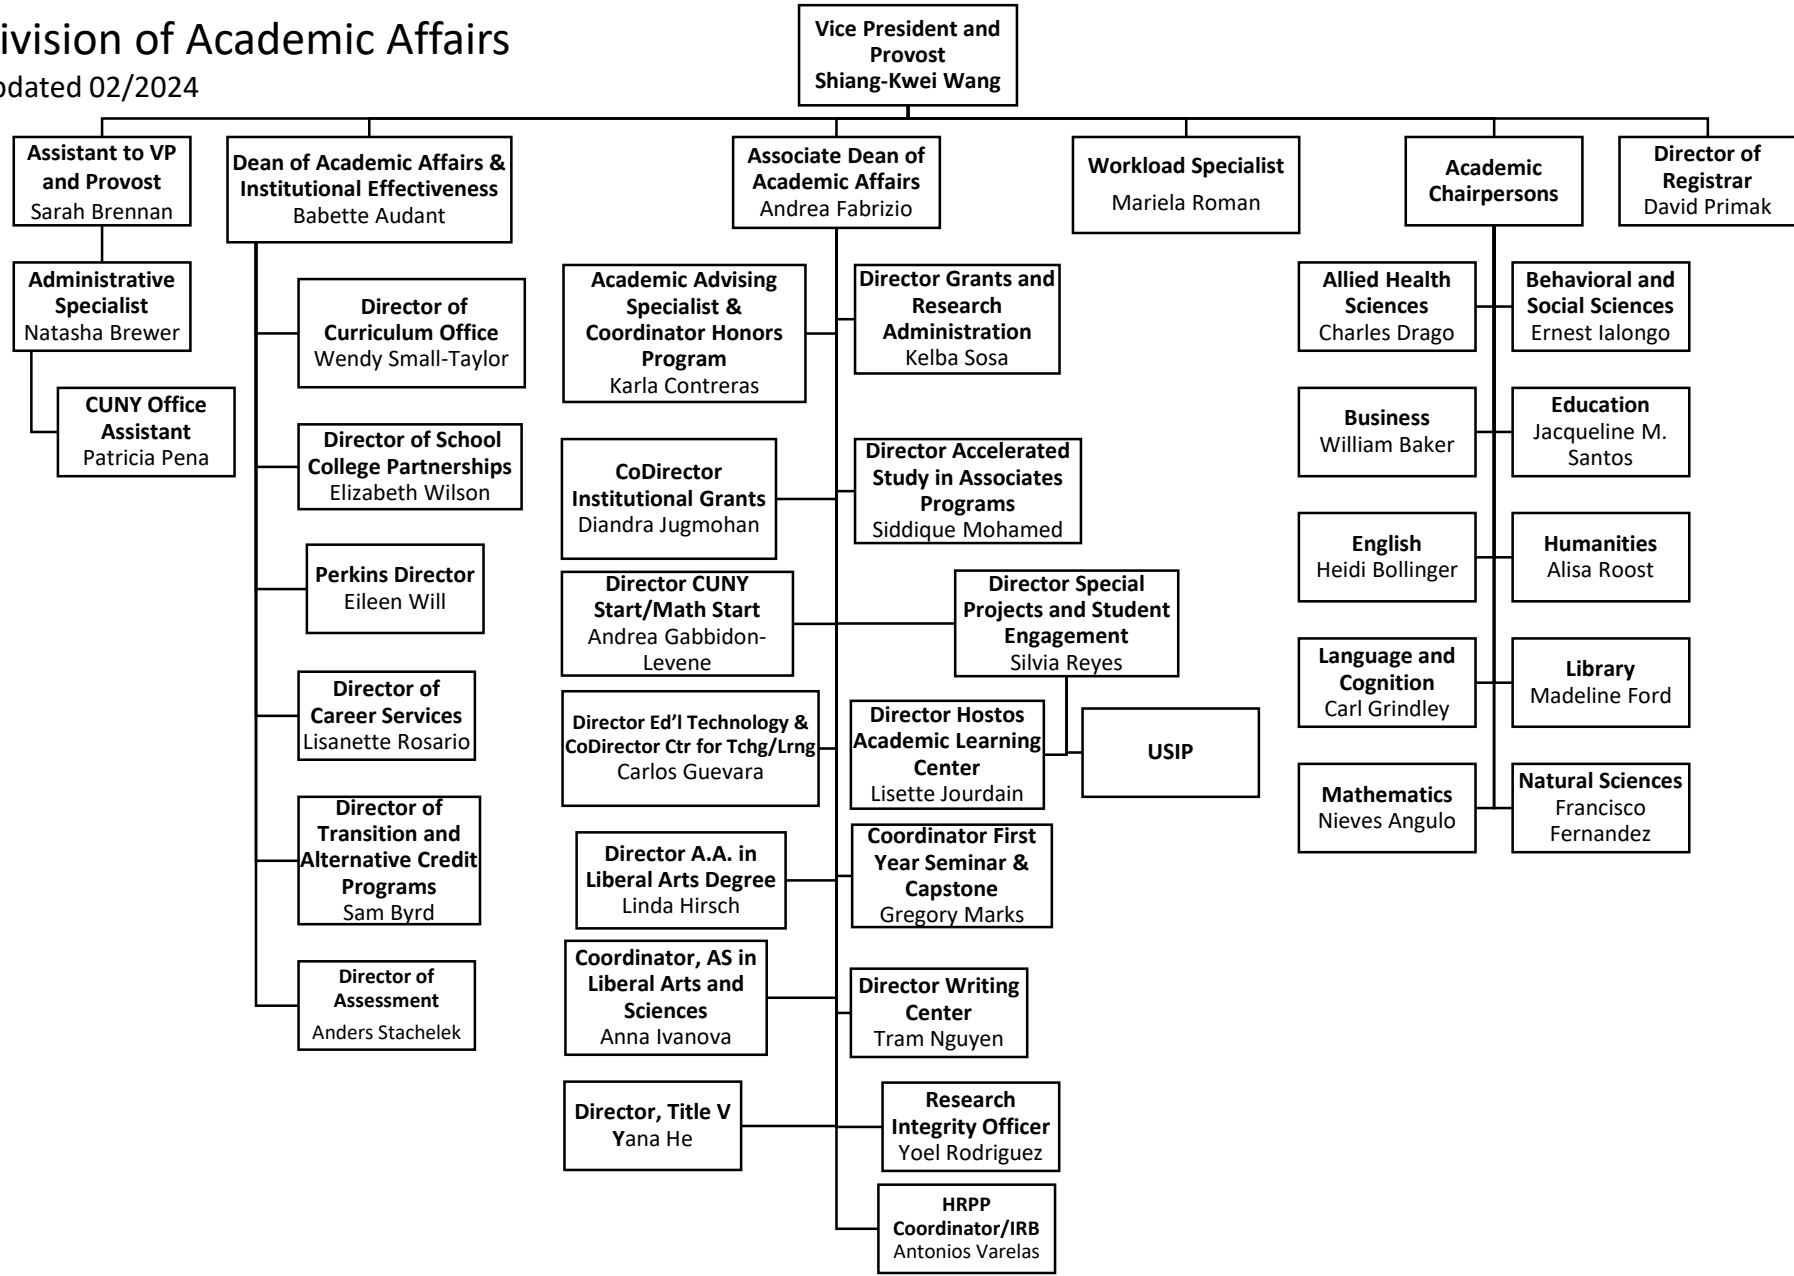 ivision of Academic Affairs
pdated 02/2024
Vice President and
Provost
Shiang-Kwei Wang
Assistant to VP
and Provost
Sarah Brennan
Dean of Academic Affairs &
Institutional Effectiveness
Babette Audant
Associate Dean of
Academic Affairs
Andrea Fabrizio
Workload Specialist
Mariela Roman
Academic
Chairpersons
Director of
Registrar
David Primak
Administrative
Specialist
Natasha Brewer
CUNY Office
Assistant
Patricia Pena
Director of
Curriculum Office
Wendy Small-Taylor
Director of School
College Partnerships
Elizabeth Wilson
Perkins Director
Eileen Will
Director of
Career Services
Lisanette Rosario
Director of
Transition and
Alternative Credit
Programs
Sam Byrd
Director of
Assessment
Anders Stachelek
Academic Advising
Specialist &
Coordinator Honors
Program
Karla Contreras
Director Grants and
Research
Administration
Kelba Sosa
CoDirector
Institutional Grants
Diandra Jugmohan
Director Accelerated
Study in Associates
Programs
Siddique Mohamed
Director CUNY
Start/Math Start
Andrea Gabbidon-
Levene
Director Special
Projects and Student
Engagement
Silvia Reyes
Director Ed’l Technology &
CoDirector Ctr for Tchg/Lrng
Carlos Guevara
Director Hostos
Academic Learning
Center
Lisette Jourdain
USIP
Director A.A. in
Liberal Arts Degree
Linda Hirsch
Coordinator First
Year Seminar &
Capstone
Gregory Marks
Coordinator, AS in
Liberal Arts and
Sciences
Anna Ivanova
Director Writing
Center
Tram Nguyen
Director, Title V
Yana He
Research
Integrity Officer
Yoel Rodriguez
HRPP
Coordinator/IRB
Antonios Varelas
Allied Health
Sciences
Charles Drago
Behavioral and
Social Sciences
Ernest Ialongo
Business
William Baker
Education
Jacqueline M.
Santos
English
Heidi Bollinger
Humanities
Alisa Roost
Language and
Cognition
Carl Grindley
Library
Madeline Ford
Mathematics
Nieves Angulo
Natural Sciences
Francisco
Fernandez